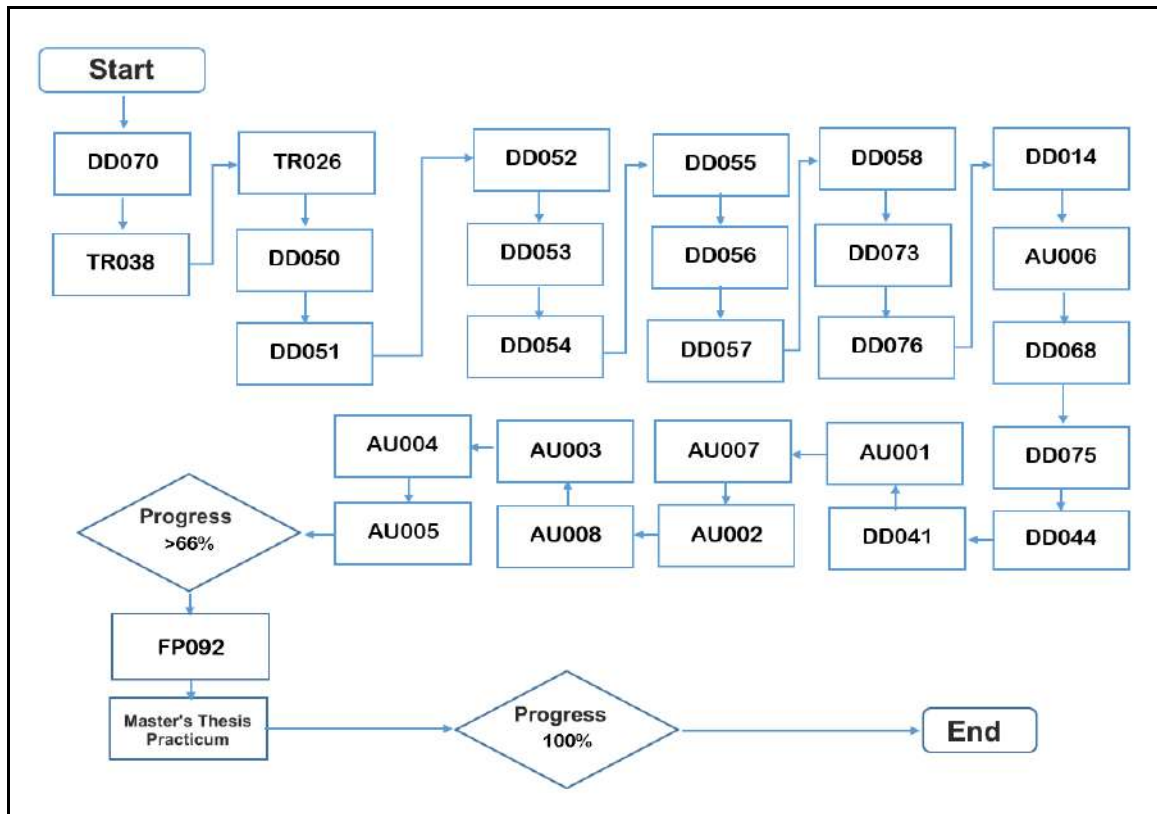 Start
DD070
TR038
TR026
DD050
DD051
DD052
DD053
DD054
DD055
DD056
DD057
DD058
DD073
DD076
DD014
AU006
DD068
DD075
DD044
DD041
AU001
AU007
AU002
AU008
AU003
AU004
AU005
Progress
>66%
FP092
Master's Thesis
Practicum
Progress
100%
End